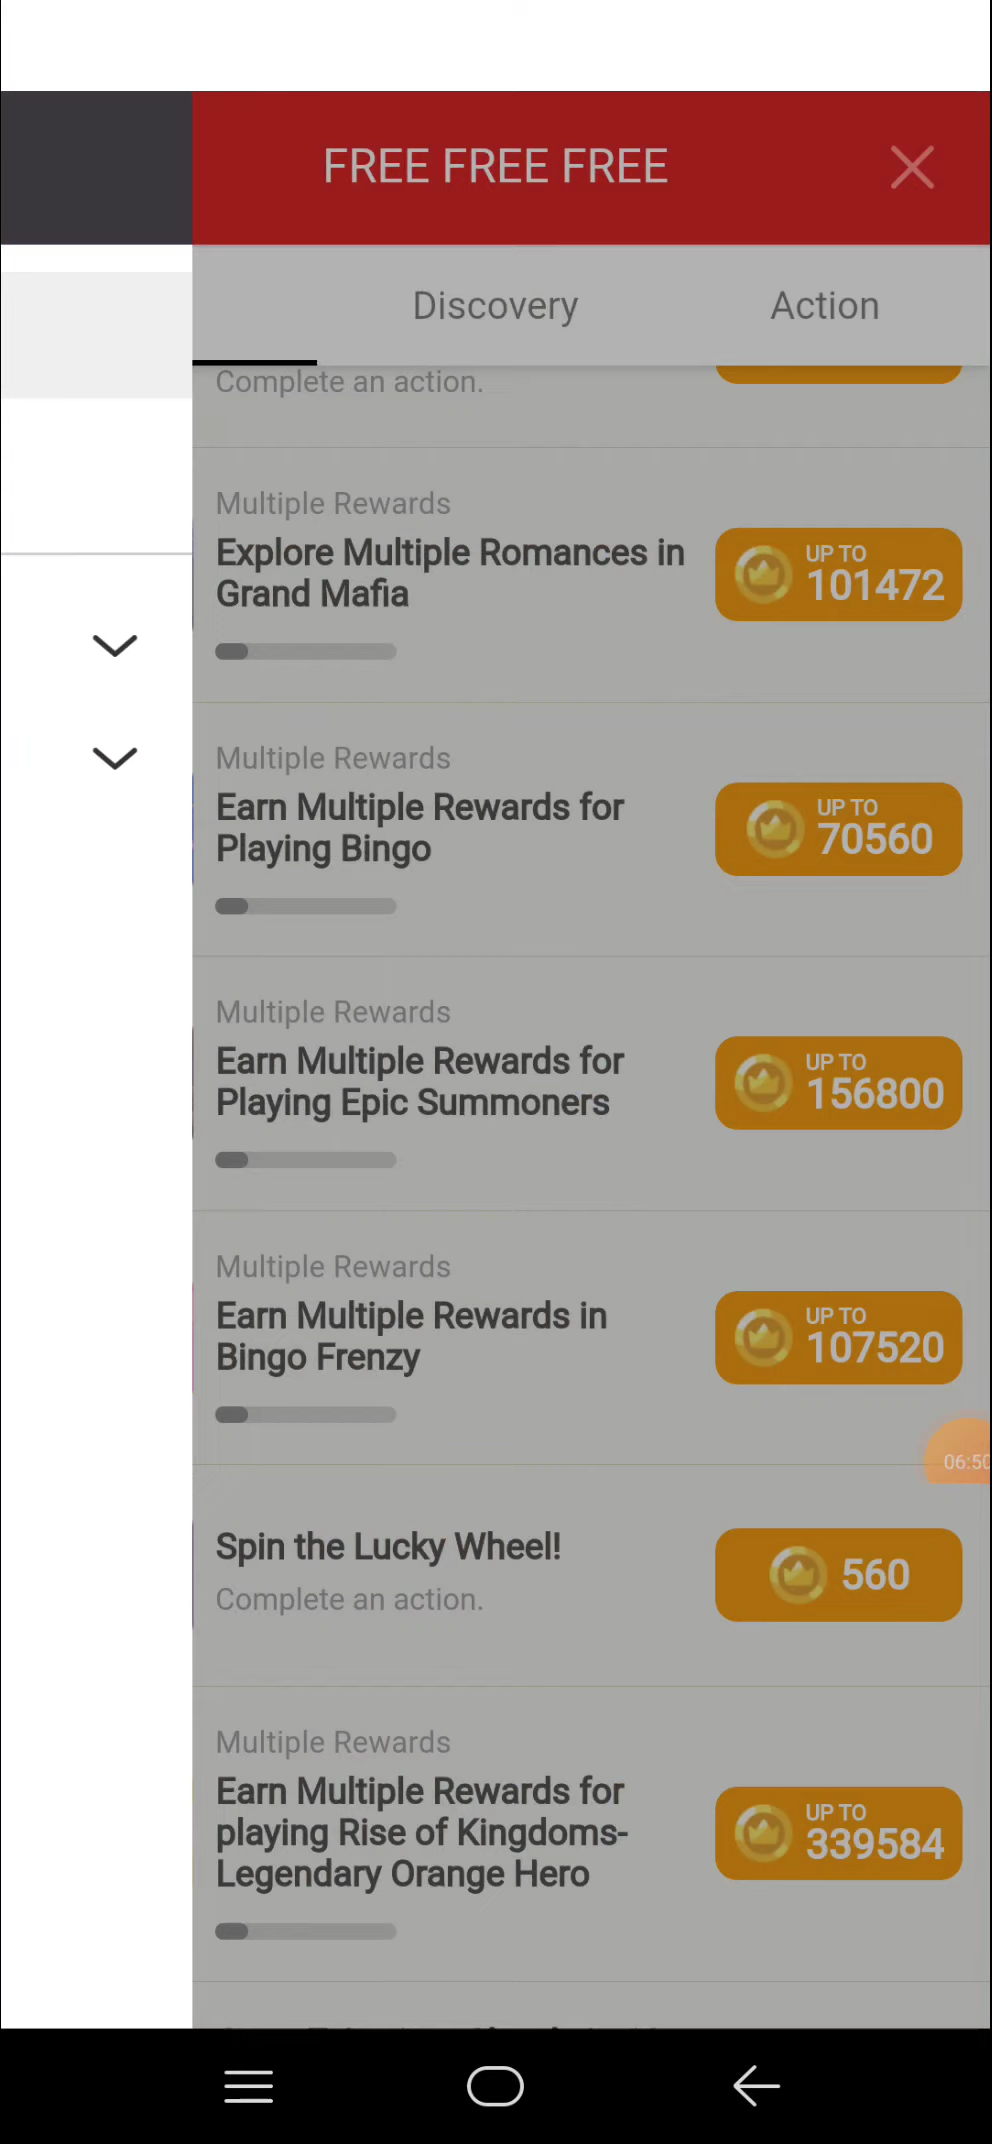 FREE FREE FREE
Discovery
Action
Complete an action.
Multiple Rewards
Explore Multiple Romances in
Grand Mafia
UP TO
101472
Multiple Rewards
Earn Multiple Rewards for
Playing Bingo
UP TO
70560
Multiple Rewards
Earn Multiple Rewards for
Playing Epic Summoners
UP TO
156800
Multiple Rewards
Earn Multiple Rewards in
Bingo Frenzy
UP TO
107520
06:50
Spin the Lucky Wheel!
Complete an action.
560
Multiple Rewards
Earn Multiple Rewards for
playing Rise of Kingdoms-
Legendary Orange Hero
UP TO
339584